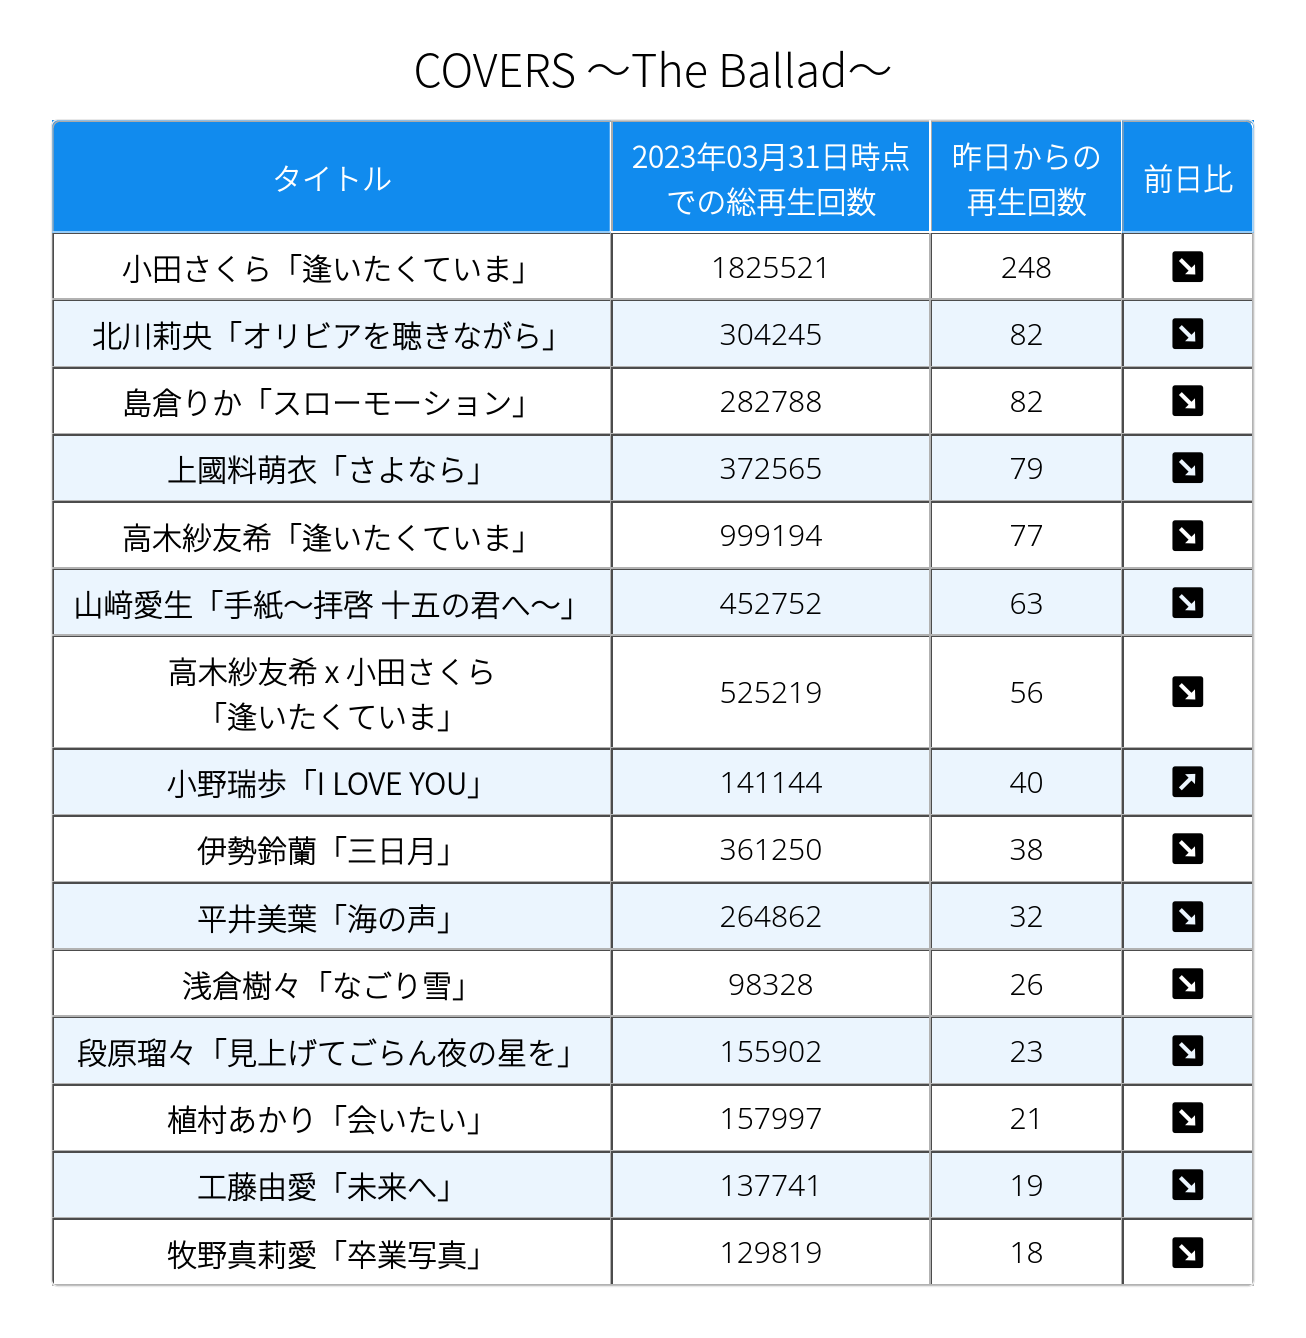 COVERS ～The Ballad～
タイトル 2023年03月31日時点での総再生回数 昨日からの再生回数 前日比
小田さくら「逢いたくていま」 1825521 248 ↘
北川莉央「オリビアを聴きながら」 304245 82 ↘
島倉りか「スローモーション」 282788 82 ↘
上國料萌衣「さよなら」 372565 79 ↘
高木紗友希「逢いたくていま」 999194 77 ↘
山﨑愛生「手紙～拝啓 十五の君へ～」 452752 63 ↘
高木紗友希 x 小田さくら「逢いたくていま」 525219 56 ↘
小野瑞歩「I LOVE YOU」 141144 40 ↗
伊勢鈴蘭「三日月」 361250 38 ↘
平井美葉「海の声」 264862 32 ↘
浅倉樹々「なごり雪」 98328 26 ↘
段原瑠々「見上げてごらん夜の星を」 155902 23 ↘
植村あかり「会いたい」 157997 21 ↘
工藤由愛「未来へ」 137741 19 ↘
牧野真莉愛「卒業写真」 129819 18 ↘